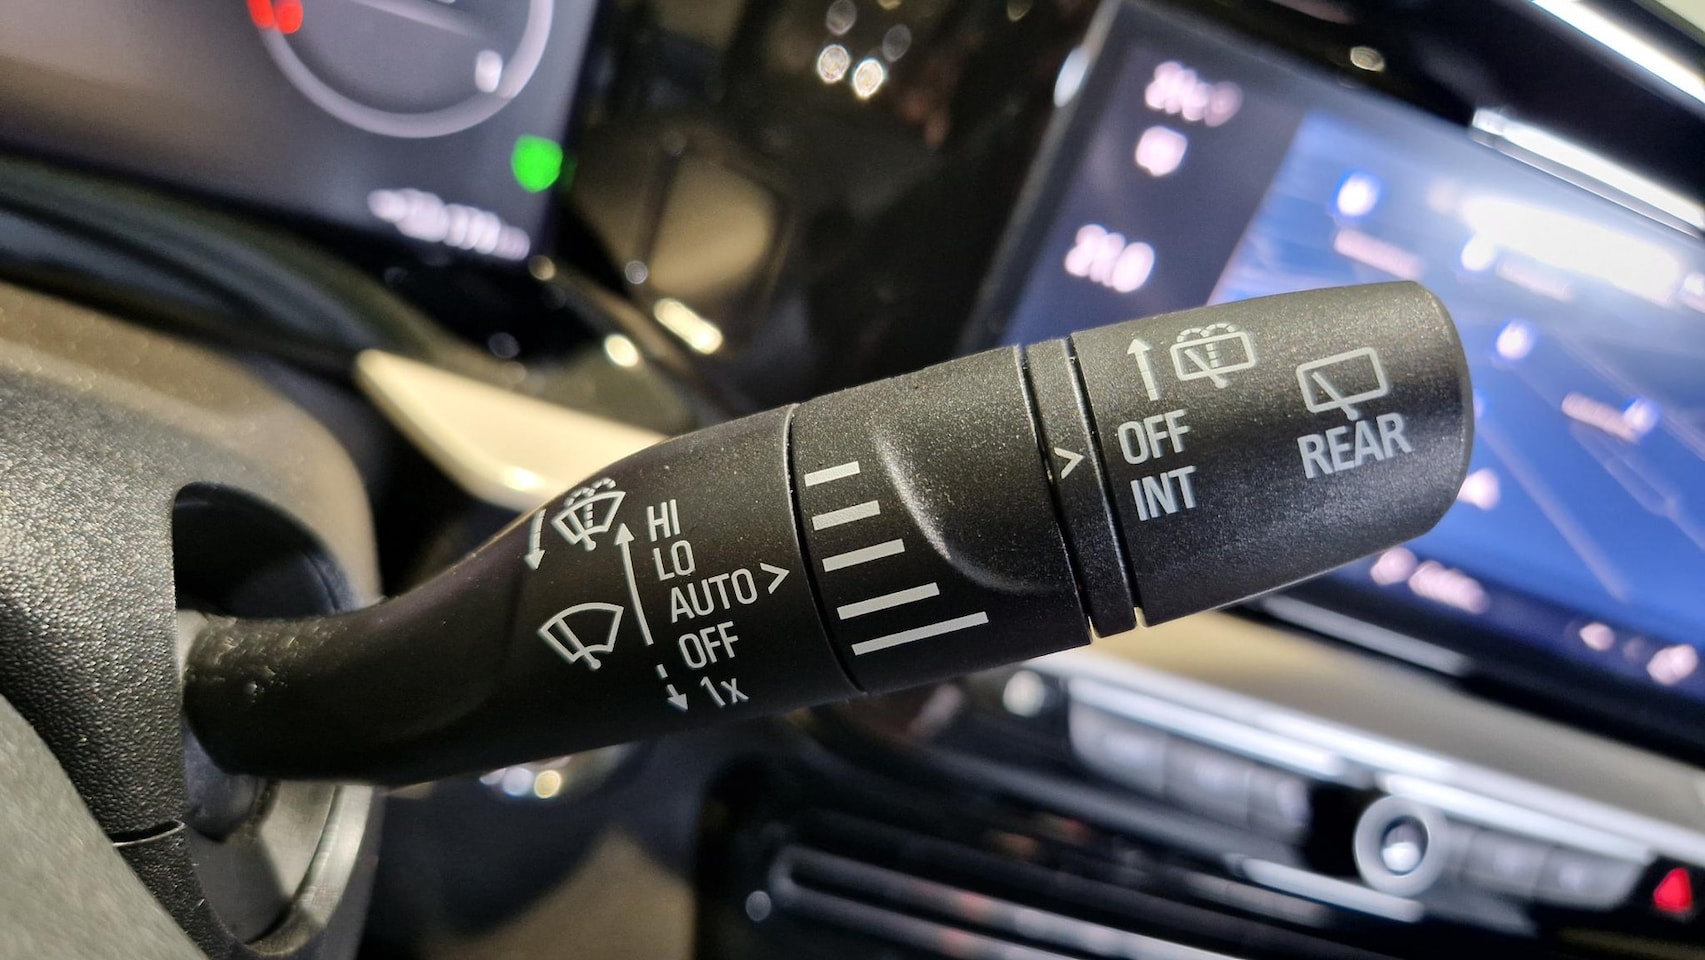 HI
LO
AUTO >
OFF
1x
>
OFF
INT
REAR